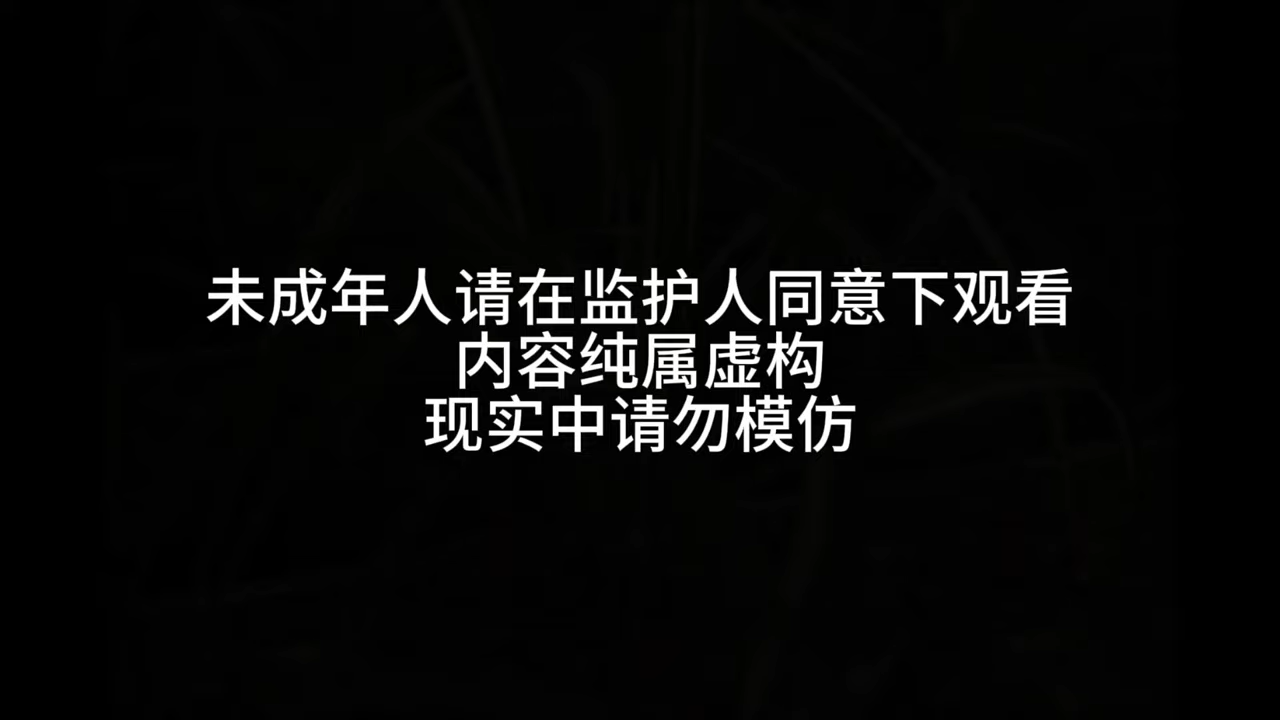 未成年人请在监护人同意下观看
内容纯属虚构
现实中请勿模仿